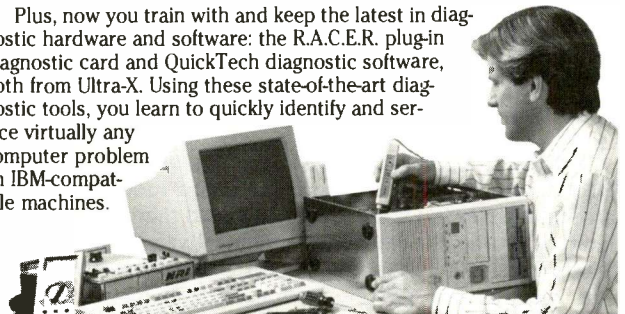 Plus, now you train with and keep the latest in diag-
ostic hardware and software: the R.A.C.E.R. plug-in
agnostic card and QuickTech diagnostic software,
oth from Ultra-X. Using these state-of-the-art diag-
ostic tools, you learn to quickly identify and ser-
ce virtually any
omputer problem
n IBM-compat-
le machines.
NRI